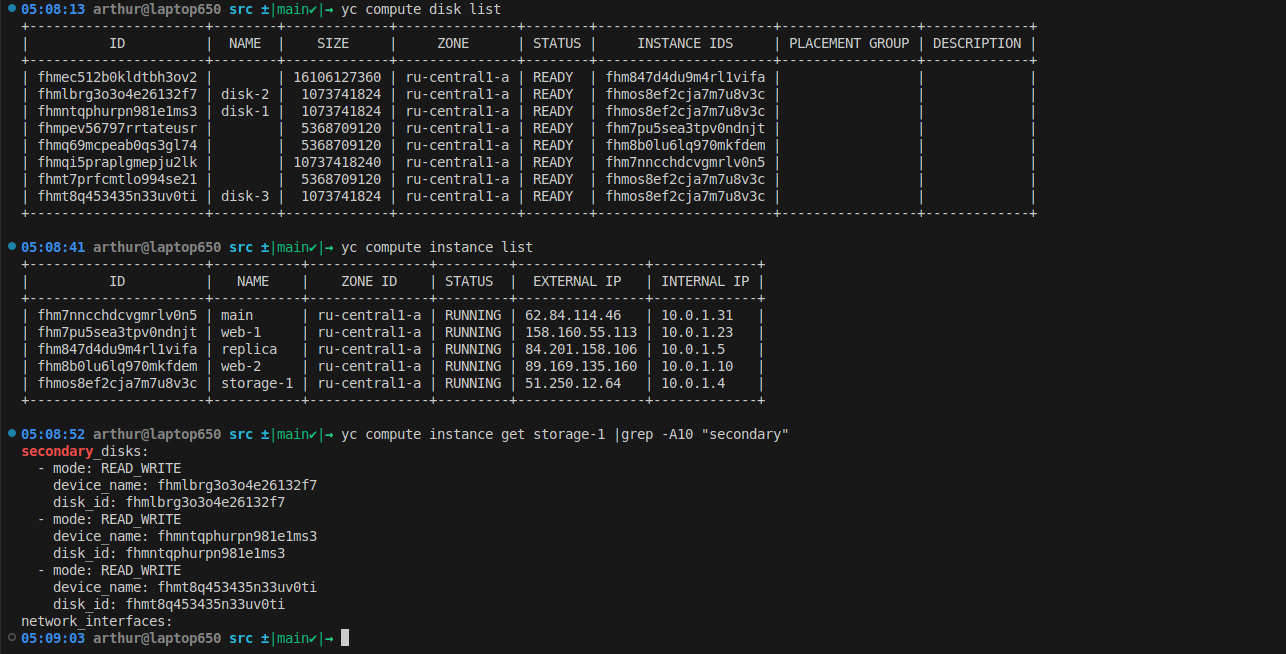 05:08:13 arthur@laptop650 src ±|main✔|→ yc compute disk list
+----------------------+--------+-------------+---------------+--------+----------------------+-----------------+-------------+
|          ID          |  NAME  |    SIZE     |     ZONE      | STATUS |     INSTANCE IDS     | PLACEMENT GROUP | DESCRIPTION |
+----------------------+--------+-------------+---------------+--------+----------------------+-----------------+-------------+
| fhmec512b0kldtbh3ov2 |        | 16106127360 | ru-central1-a | READY  | fhm847d4du9m4rl1vifa |                 |             |
| fhmlbrg3o3o4e26132f7 | disk-2 |  1073741824 | ru-central1-a | READY  | fhmos8ef2cja7m7u8v3c |                 |             |
| fhmntqphurpn981e1ms3 | disk-1 |  1073741824 | ru-central1-a | READY  | fhmos8ef2cja7m7u8v3c |                 |             |
| fhmpev56797rrtateusr |        |  5368709120 | ru-central1-a | READY  | fhm7pu5sea3tpv0ndnjt |                 |             |
| fhmq69mcpeab0qs3gl74 |        |  5368709120 | ru-central1-a | READY  | fhm8b0lu6lq970mkfdem |                 |             |
| fhmqi5praplgmepju2lk |        | 10737418240 | ru-central1-a | READY  | fhm7nncchdcvgmrlv0n5 |                 |             |
| fhmt7prfcmtlo994se21 |        |  5368709120 | ru-central1-a | READY  | fhmos8ef2cja7m7u8v3c |                 |             |
| fhmt8q453435n33uv0ti | disk-3 |  1073741824 | ru-central1-a | READY  | fhmos8ef2cja7m7u8v3c |                 |             |
+----------------------+--------+-------------+---------------+--------+----------------------+-----------------+-------------+
05:08:41 arthur@laptop650 src ±|main✔|→ yc compute instance list
+----------------------+-----------+---------------+---------+----------------+-------------+
|          ID          |   NAME    |    ZONE ID    | STATUS  |  EXTERNAL IP   | INTERNAL IP |
+----------------------+-----------+---------------+---------+----------------+-------------+
| fhm7nncchdcvgmrlv0n5 | main      | ru-central1-a | RUNNING | 62.84.114.46   | 10.0.1.31   |
| fhm7pu5sea3tpv0ndnjt | web-1     | ru-central1-a | RUNNING | 158.160.55.113 | 10.0.1.23   |
| fhm847d4du9m4rl1vifa | replica   | ru-central1-a | RUNNING | 84.201.158.106 | 10.0.1.5    |
| fhm8b0lu6lq970mkfdem | web-2     | ru-central1-a | RUNNING | 89.169.135.160 | 10.0.1.10   |
| fhmos8ef2cja7m7u8v3c | storage-1 | ru-central1-a | RUNNING | 51.250.12.64   | 10.0.1.4    |
+----------------------+-----------+---------------+---------+----------------+-------------+
05:08:52 arthur@laptop650 src ±|main✔|→ yc compute instance get storage-1 |grep -A10 "secondary"
secondary_disks:
  - mode: READ_WRITE
    device_name: fhmlbrg3o3o4e26132f7
    disk_id: fhmlbrg3o3o4e26132f7
  - mode: READ_WRITE
    device_name: fhmntqphurpn981e1ms3
    disk_id: fhmntqphurpn981e1ms3
  - mode: READ_WRITE
    device_name: fhmt8q453435n33uv0ti
    disk_id: fhmt8q453435n33uv0ti
network_interfaces:
05:09:03 arthur@laptop650 src ±|main✔|→